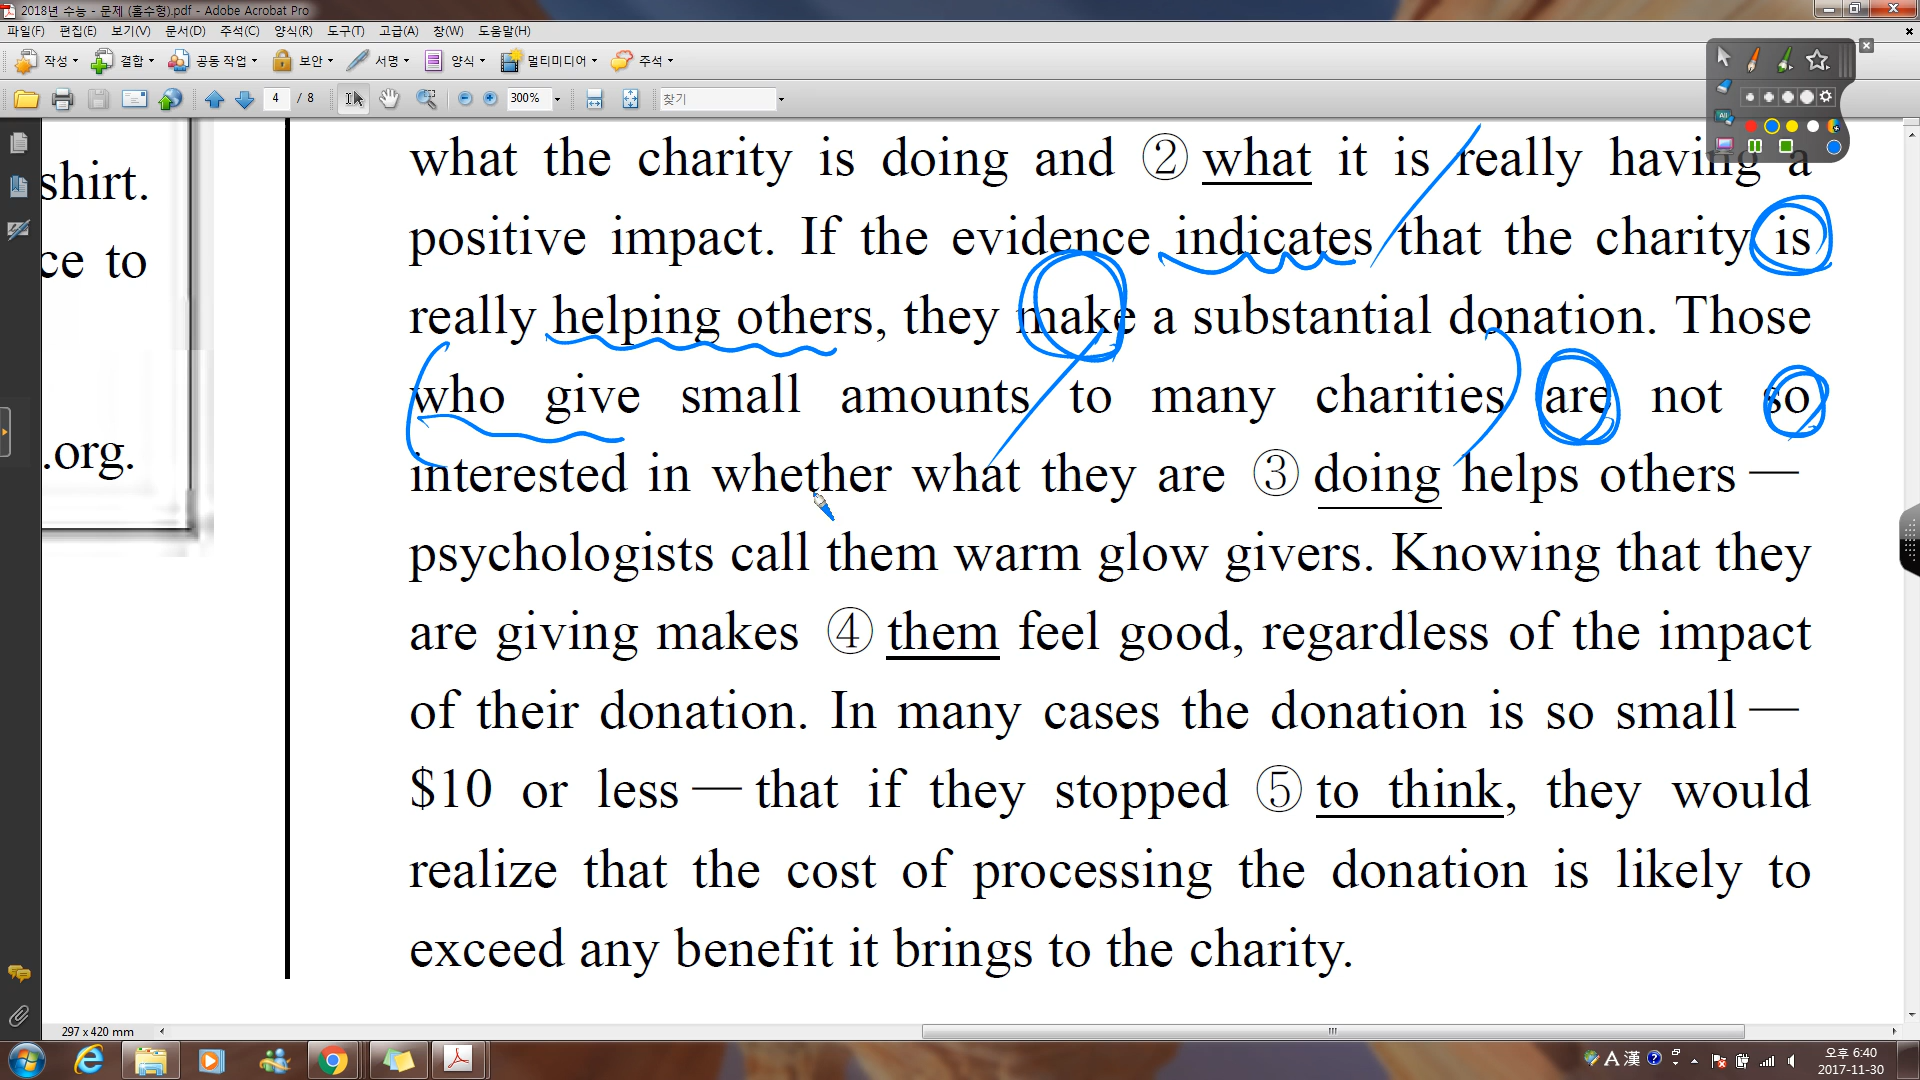 2018년 수능 - 문제 (홀수형).pdf - Adobe Acrobat Pro
파일(F) 편집(E) 보기(V) 문서(D) 주석(C) 양식(R) 도구(T) 고급(A) 창(W) 도움말(H)
작성 결합 공동 작업 보안 서명 양식 멀티미디어 주석
4 / 8 300% 찾기
shirt.
ce to
.org.
what the charity is doing and ② what it is really having a
positive impact. If the evidence indicates that the charity is
really helping others, they make a substantial donation. Those
who give small amounts to many charities are not so
interested in whether what they are ③ doing helps others —
psychologists call them warm glow givers. Knowing that they
are giving makes ④ them feel good, regardless of the impact
of their donation. In many cases the donation is so small —
$10 or less — that if they stopped ⑤ to think, they would
realize that the cost of processing the donation is likely to
exceed any benefit it brings to the charity.
297 x 420 mm
A 漢
오후 6:40
2017-11-30